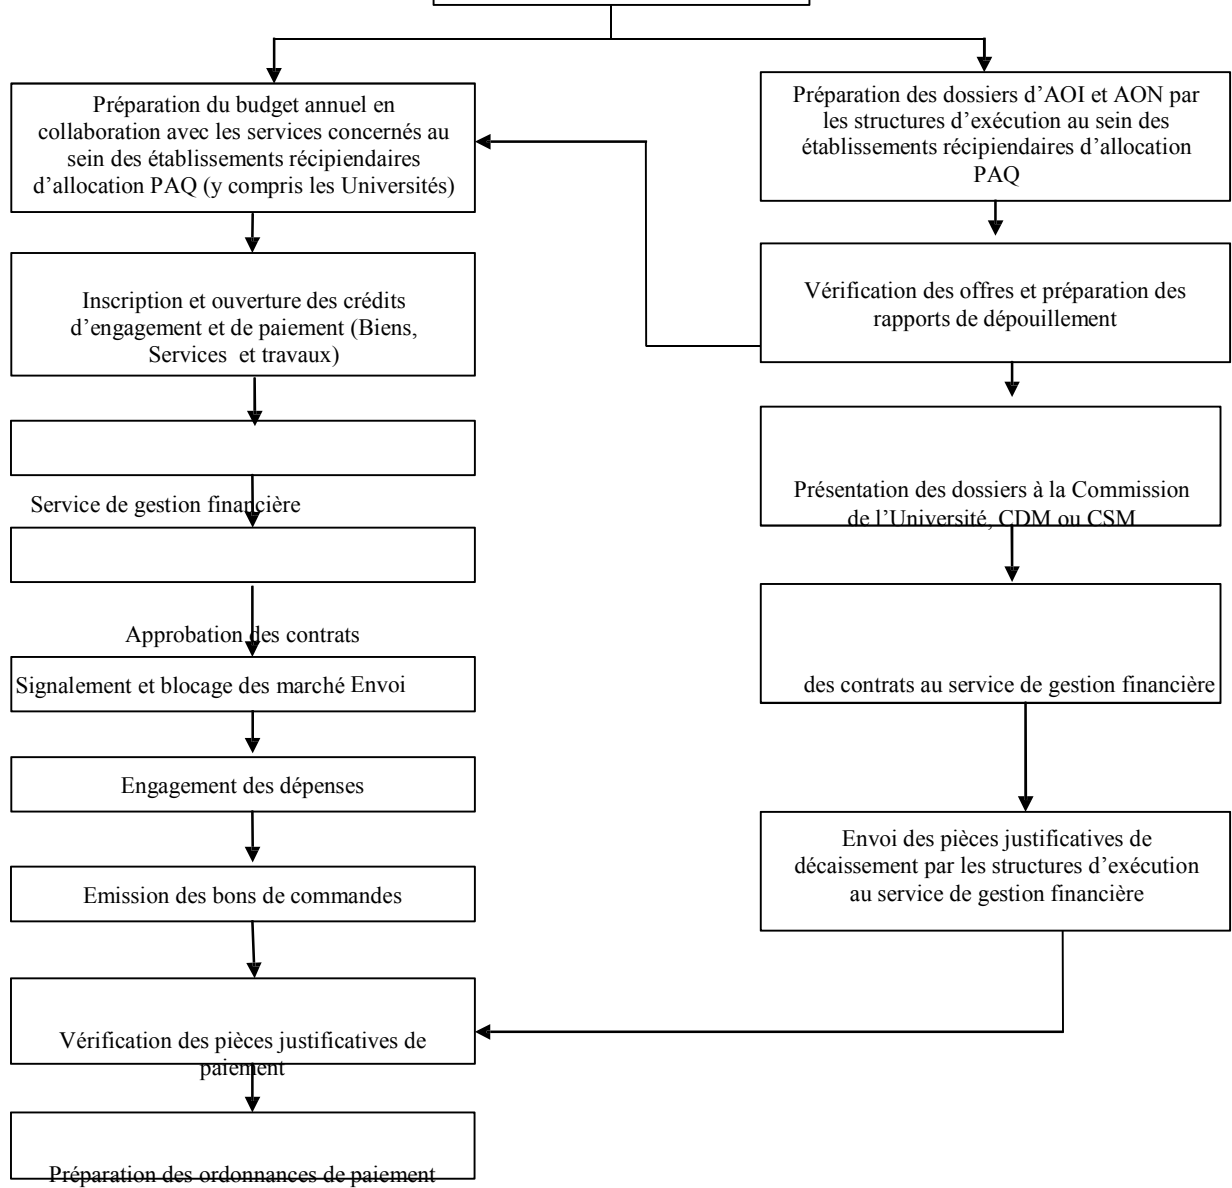 Préparation du budget annuel en
collaboration avec les services concernés au
sein des établissements récipiendaires
d'allocation PAQ (y compris les Universités)
Inscription et ouverture des crédits
d'engagement et de paiement (Biens,
Services et travaux)
Service de gestion financière
Approbation des contrats
Signalement et blocage des marché Envoi
Engagement des dépenses
Emission des bons de commandes
Vérification des pièces justificatives de
paiement
Préparation des ordonnances de paiement
Préparation des dossiers d'AOI et AON par
les structures d'exécution au sein des
établissements récipiendaires d'allocation
PAQ
Vérification des offres et préparation des
rapports de dépouillement
Présentation des dossiers à la Commission
de l'Université, CDM ou CSM
des contrats au service de gestion financière
Envoi des pièces justificatives de
décaissement par les structures d'exécution
au service de gestion financière